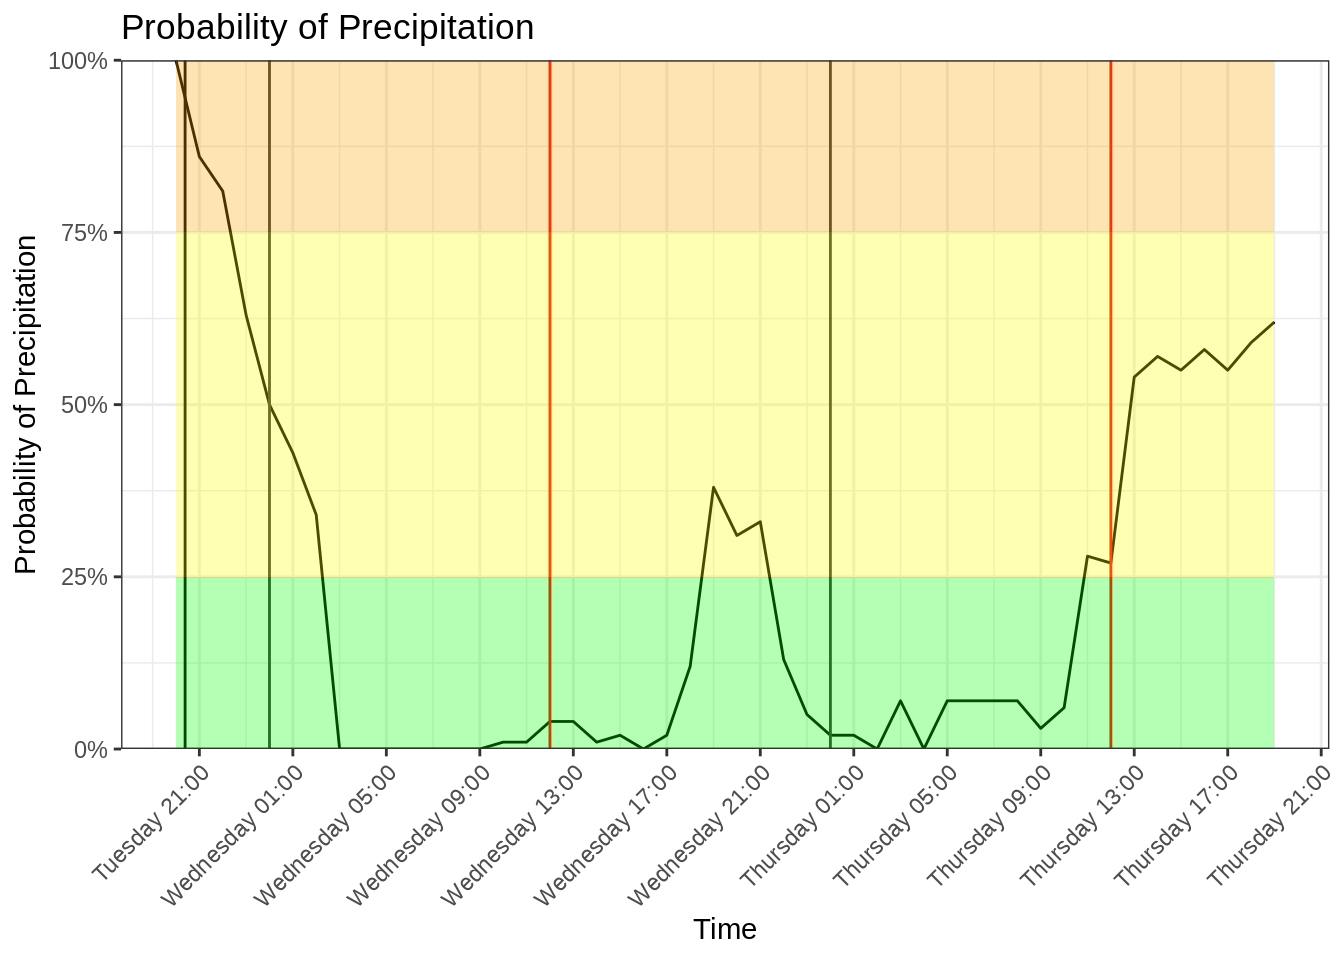 Probability of Precipitation
Probability of Precipitation
100%
75%
50%
25%
0%
Tuesday 21:00
Wednesday 01:00
Wednesday 05:00
Wednesday 09:00
Wednesday 13:00
Wednesday 17:00
Wednesday 21:00
Thursday 01:00
Thursday 05:00
Thursday 09:00
Thursday 13:00
Thursday 17:00
Thursday 21:00
Time